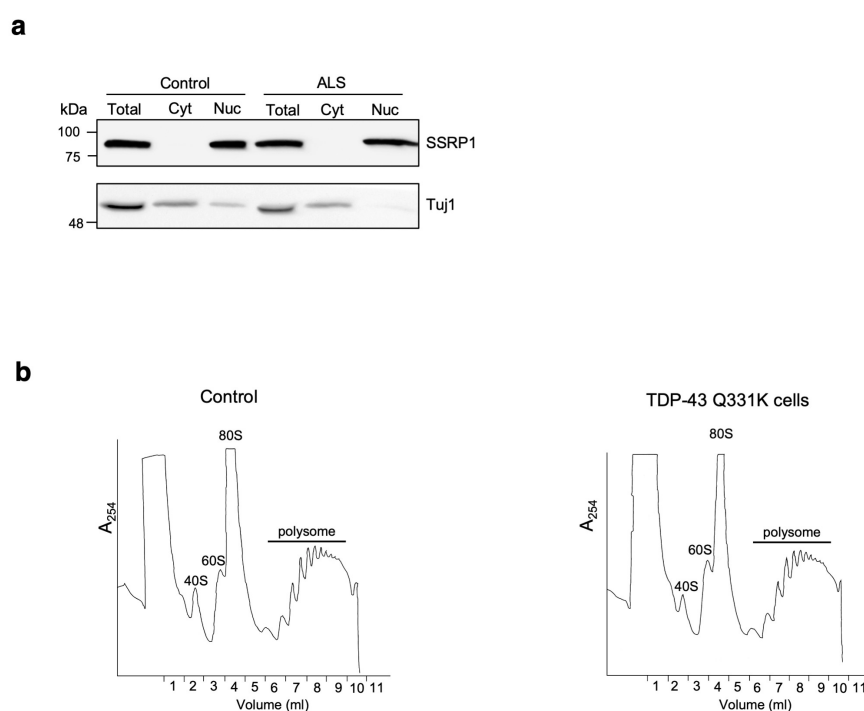 a
Control ALS
kDa Total Cyt Nuc Total Cyt Nuc
100
75
SSRP1
48
Tuj1
b
Control
80S
60S
40S
polysome
A254
1 2 3 4 5 6 7 8 9 10 11
Volume (ml)
TDP-43 Q331K cells
80S
60S
40S
polysome
A254
1 2 3 4 5 6 7 8 9 10 11
Volume (ml)